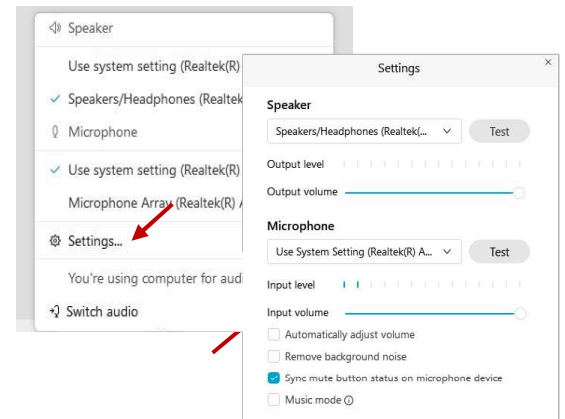 Speaker
Use system setting (Realtek(R)
Speakers/Headphones (Realtek
Microphone
Use system setting (Realtek(R)
Microphone Array (Realtek(R) A
Settings...
You're using computer for audi
Switch audio
Settings
Speaker
Speakers/Headphones (Realtek(...
Test
Output level
Output volume
Microphone
Use System Setting (Realtek(R) A...
Test
Input level
Input volume
Automatically adjust volume
Remove background noise
Sync mute button status on microphone device
Music mode